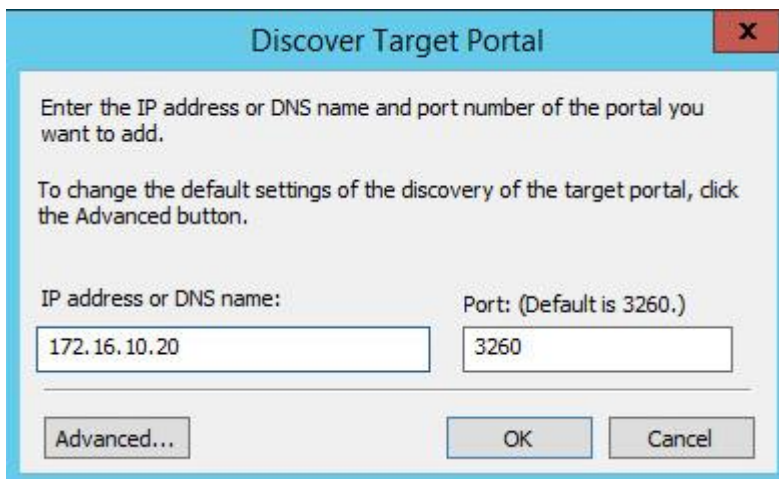 Discover Target Portal
x
Enter the IP address or DNS name and port number of the portal you
want to add.
To change the default settings of the discovery of the target portal, click
the Advanced button.
IP address or DNS name:
Port: (Default is 3260.)
172.16.10.20
3260
Advanced...
OK
Cancel